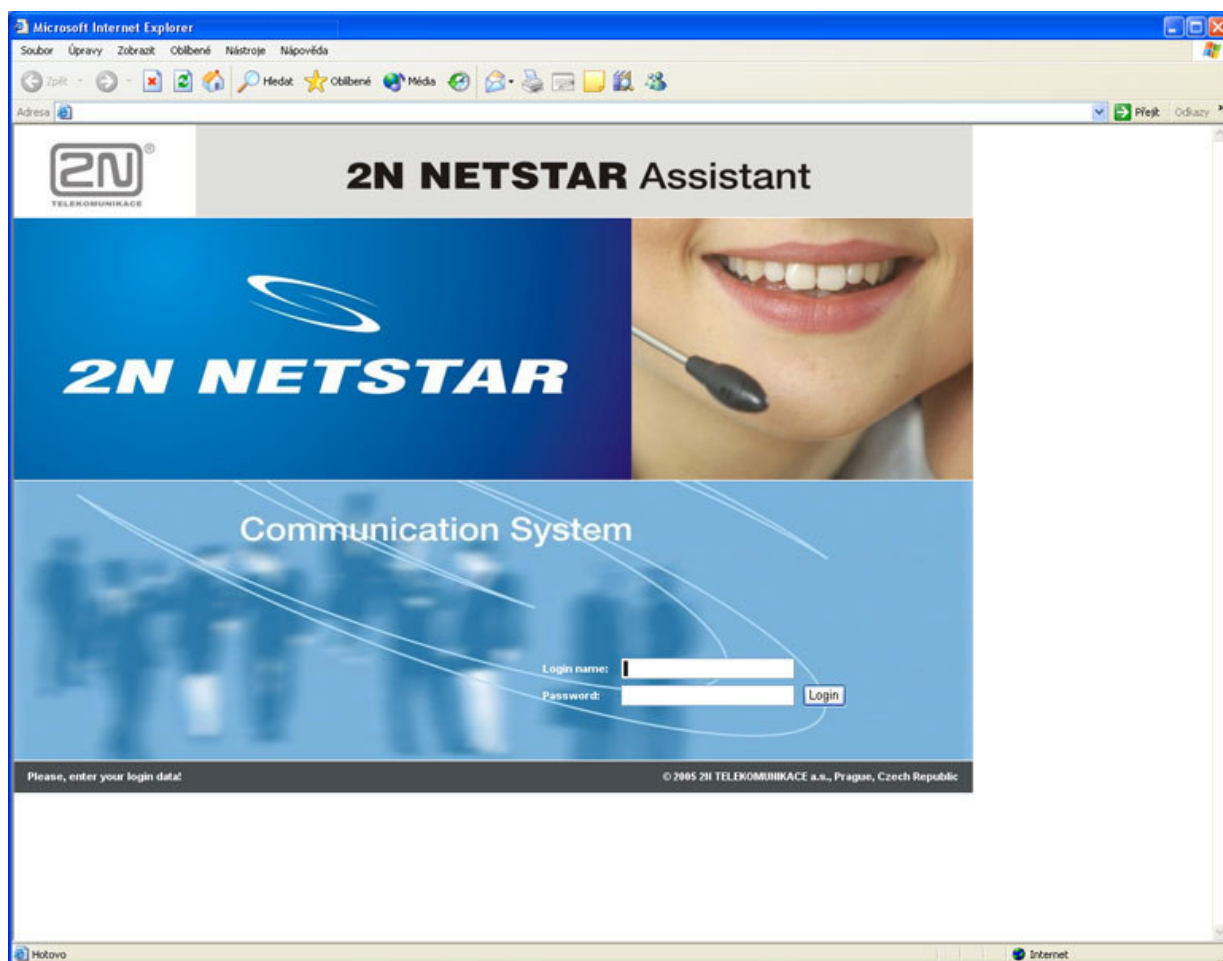 Microsoft Internet Explorer
Soubor Úpravy Zobrazit Oblíbené Nástroje Nápověda
Zpět Hledat Oblíbené Média
Adresa Přejít Odkazy
2N®
TELEKOMUNIKACE
2N NETSTAR Assistant
2N NETSTAR
Communication System
Login name:
Password: Login
Please, enter your login data! © 2005 2N TELEKOMUNIKACE a.s., Prague, Czech Republic
Hotovo Internet